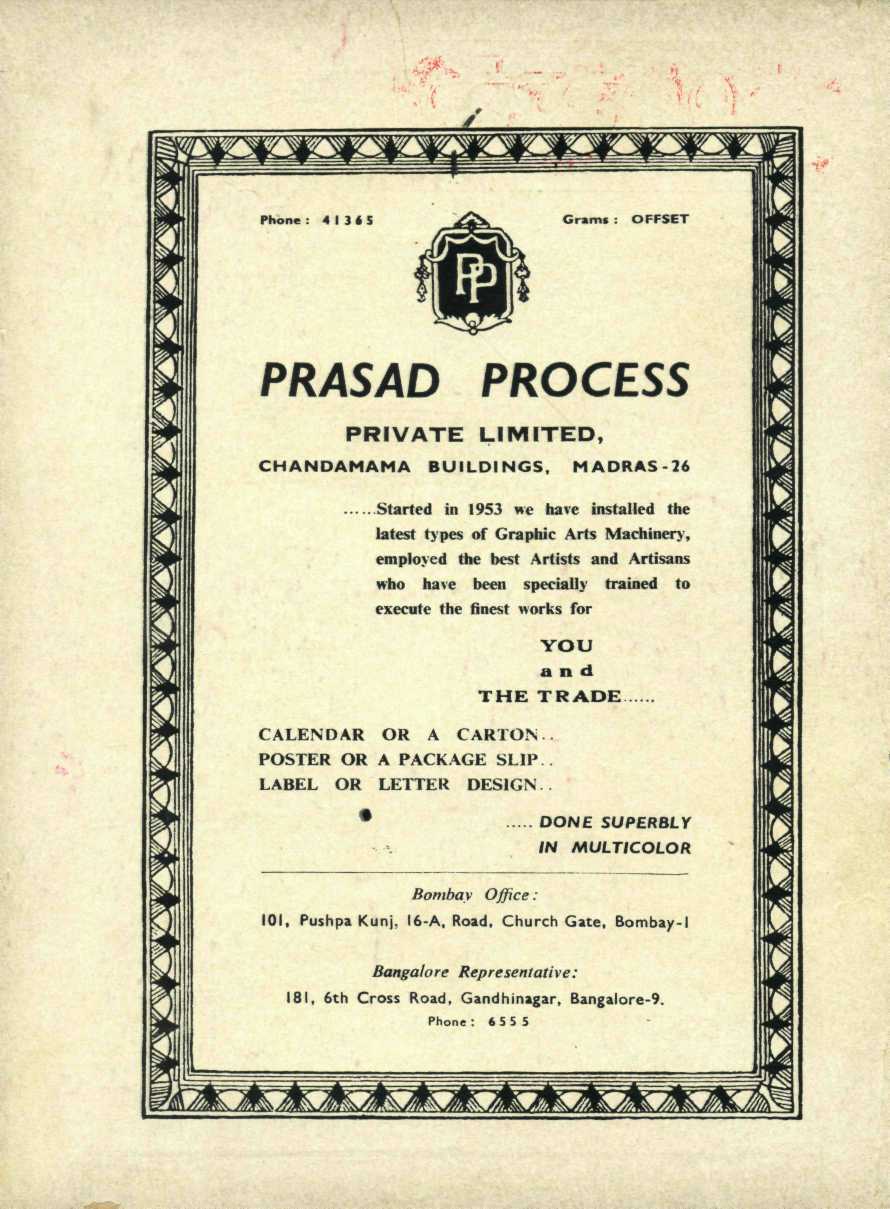 Phone : 41365 Grams : OFFSET
PP
PRASAD PROCESS
PRIVATE LIMITED,
CHANDAMAMA BUILDINGS, MADRAS-26
......Started in 1953 we have installed the
latest types of Graphic Arts Machinery,
employed the best Artists and Artisans
who have been specially trained to
execute the finest works for
YOU
and
THE TRADE......
CALENDAR OR A CARTON..
POSTER OR A PACKAGE SLIP..
LABEL OR LETTER DESIGN..
..... DONE SUPERBLY
IN MULTICOLOR
Bombay Office :
101, Pushpa Kunj, 16-A, Road, Church Gate, Bombay-1
Bangalore Representative:
181, 6th Cross Road, Gandhinagar, Bangalore-9.
Phone : 6555